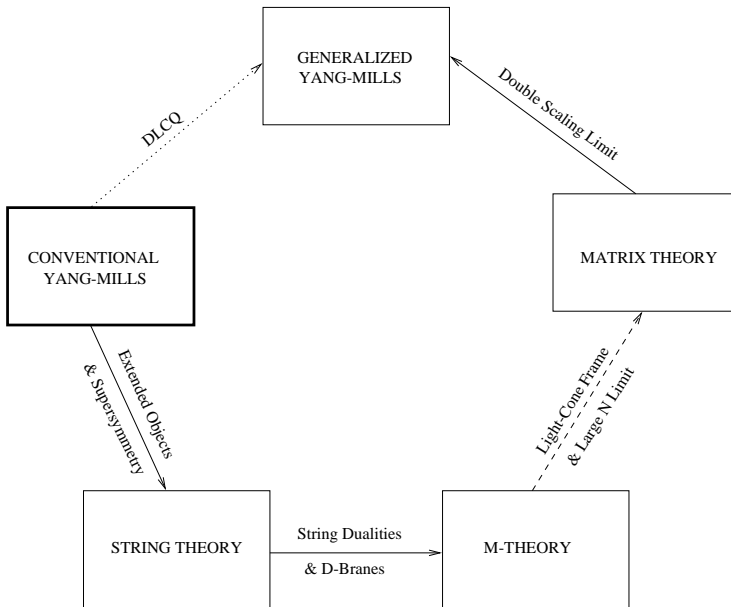 GENERALIZED
YANG-MILLS
DLCQ
Double Scaling Limit
CONVENTIONAL
YANG-MILLS
MATRIX THEORY
Extended Objects
& Supersymmetry
Light-Cone Frame
& Large N Limit
STRING THEORY
String Dualities
& D-Branes
M-THEORY